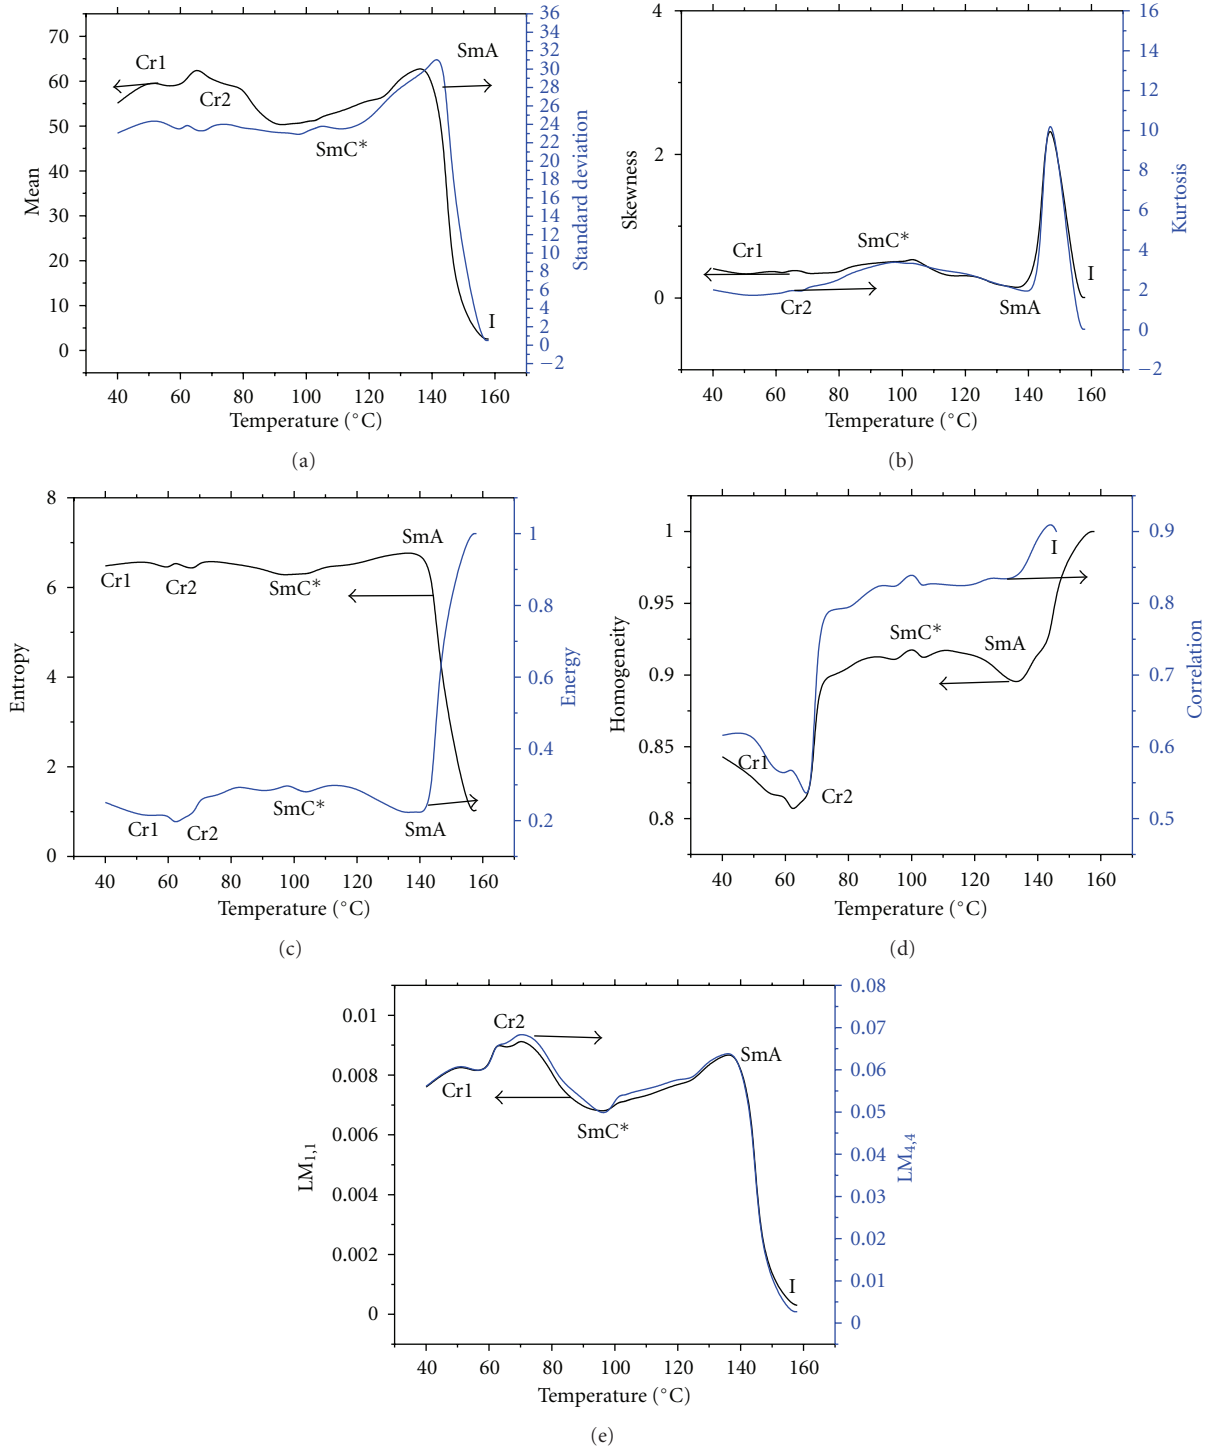 70
60
50
40
30
20
10
0
Mean
36
34
32
30
28
26
24
22
21
19
18
16
14
12
10
8
6
4
2
0
−2
Standard deviation
Cr1
Cr2
SmC*
SmA
I
40 60 80 100 120 140 160
Temperature (°C)
(a)
4
2
0
Skewness
16
14
12
10
8
6
4
2
0
−2
Kurtosis
Cr1
Cr2
SmC*
SmA
I
40 60 80 100 120 140 160
Temperature (°C)
(b)
8
6
4
2
0
Entropy
1
0.8
0.6
0.4
0.2
Energy
SmA
Cr1
Cr2
SmC*
Cr1
Cr2
SmC*
SmA
40 60 80 100 120 140 160
Temperature (°C)
(c)
1
0.95
0.9
0.85
0.8
Homogeneity
0.9
0.8
0.7
0.6
0.5
Correlation
I
SmC*
SmA
Cr1
Cr2
40 60 80 100 120 140 160
Temperature (°C)
(d)
0.01
0.008
0.006
0.004
0.002
0
LM1,1
0.08
0.07
0.06
0.05
0.04
0.03
0.02
0.01
0
LM4,4
Cr2
Cr1
SmC*
SmA
I
40 60 80 100 120 140 160
Temperature (°C)
(e)